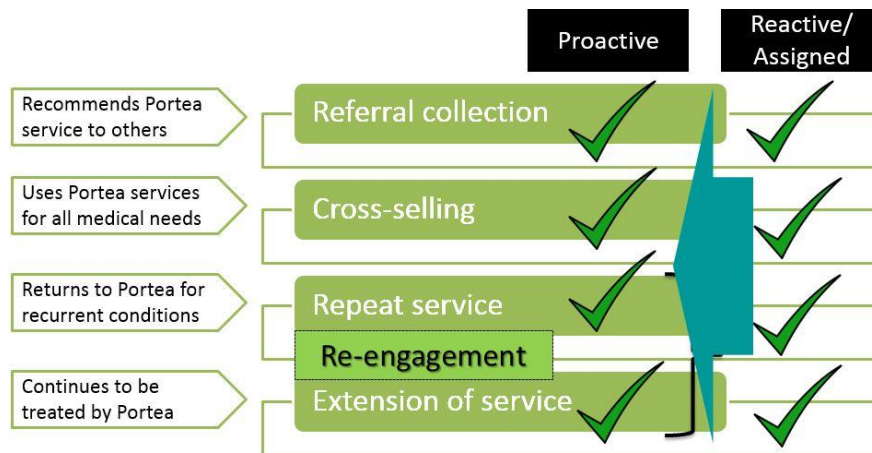 Proactive
Reactive/
Assigned
Recommends Portea
service to others
Referral collection
Uses Portea services
for all medical needs
Cross-selling
Returns to Portea for
recurrent conditions
Repeat service
Re-engagement
Continues to be
treated by Portea
Extension of service